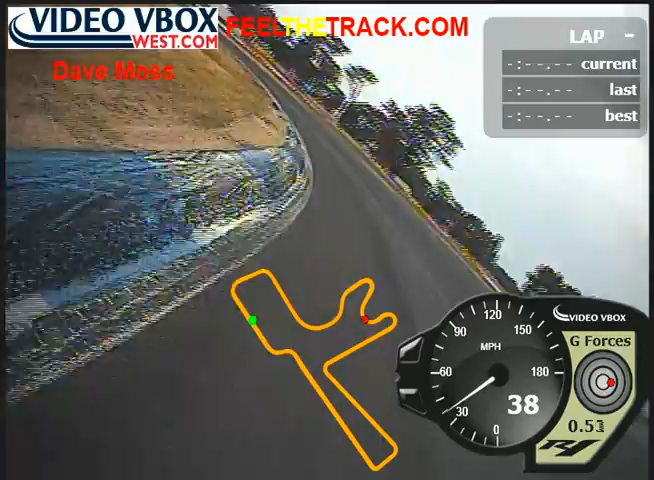 VIDEO VBOX
WEST.COM
FEELTHETRACK.COM
Dave Moss
LAP -
-:--.-- current
-:--.-- last
-:--.-- best
VIDEO VBOX
G Forces
0.53
R1
MPH
0
30
60
90
120
150
180
38